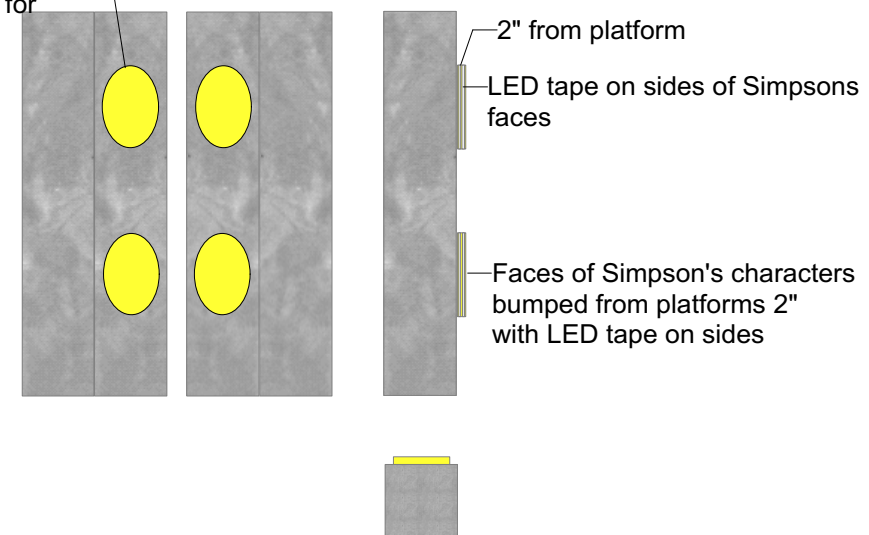 for
2" from platform
LED tape on sides of Simpsons
faces
Faces of Simpson's characters
bumped from platforms 2"
with LED tape on sides